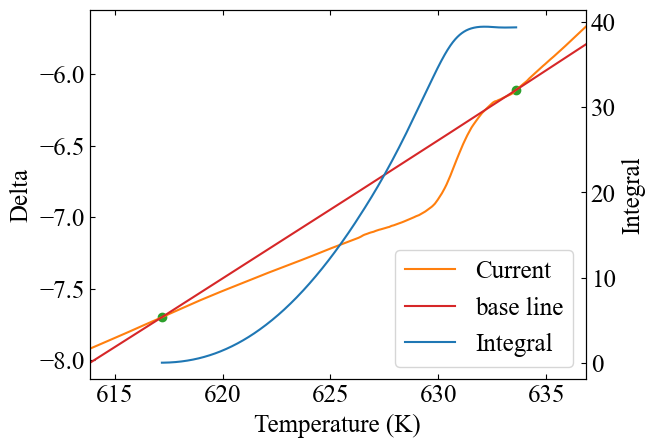 Delta
−6.0
−6.5
−7.0
−7.5
−8.0
40
30
20
10
0
Integral
Current
base line
Integral
615 620 625 630 635
Temperature (K)